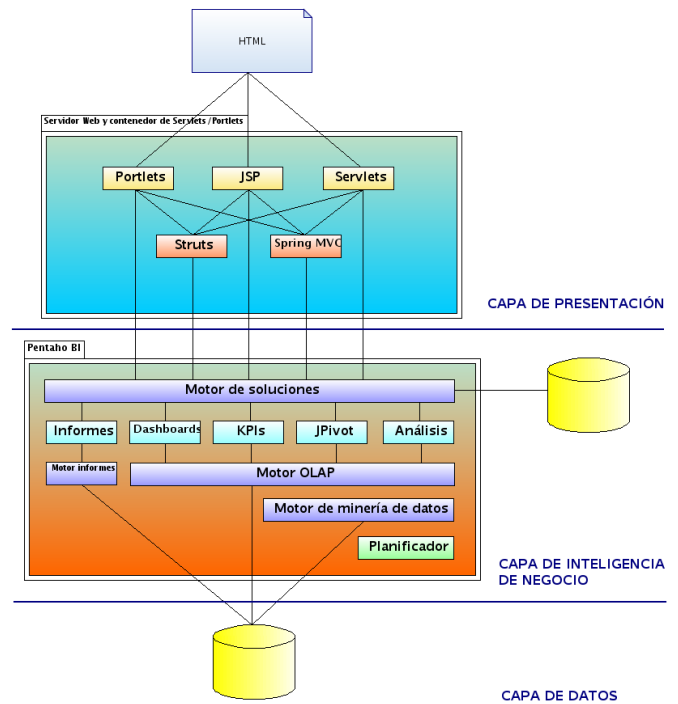 HTML
Servidor Web y contenedor de Servlets/Portlets
Portlets JSP Servlets
Struts Spring MVC
CAPA DE PRESENTACIÓN
Pentaho BI
Motor de soluciones
Informes Dashboards KPIs JPivot Análisis
Motor informes Motor OLAP
Motor de minería de datos
Planificador
CAPA DE INTELIGENCIA
DE NEGOCIO
CAPA DE DATOS